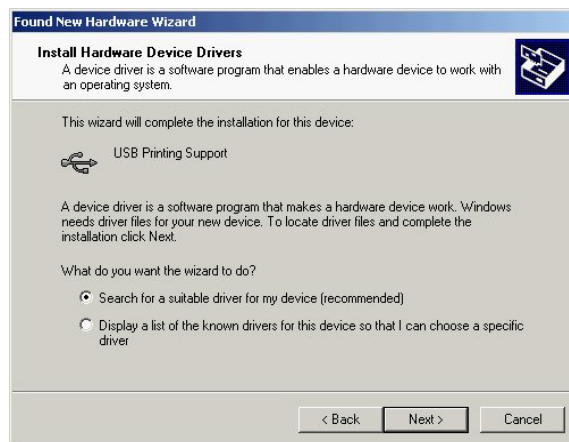 Found New Hardware Wizard
Install Hardware Device Drivers
A device driver is a software program that enables a hardware device to work with
an operating system.
This wizard will complete the installation for this device:
USB Printing Support
A device driver is a software program that makes a hardware device work. Windows
needs driver files for your new device. To locate driver files and complete the
installation click Next.
What do you want the wizard to do?
Search for a suitable driver for my device (recommended)
Display a list of the known drivers for this device so that I can choose a specific
driver
< Back Next > Cancel